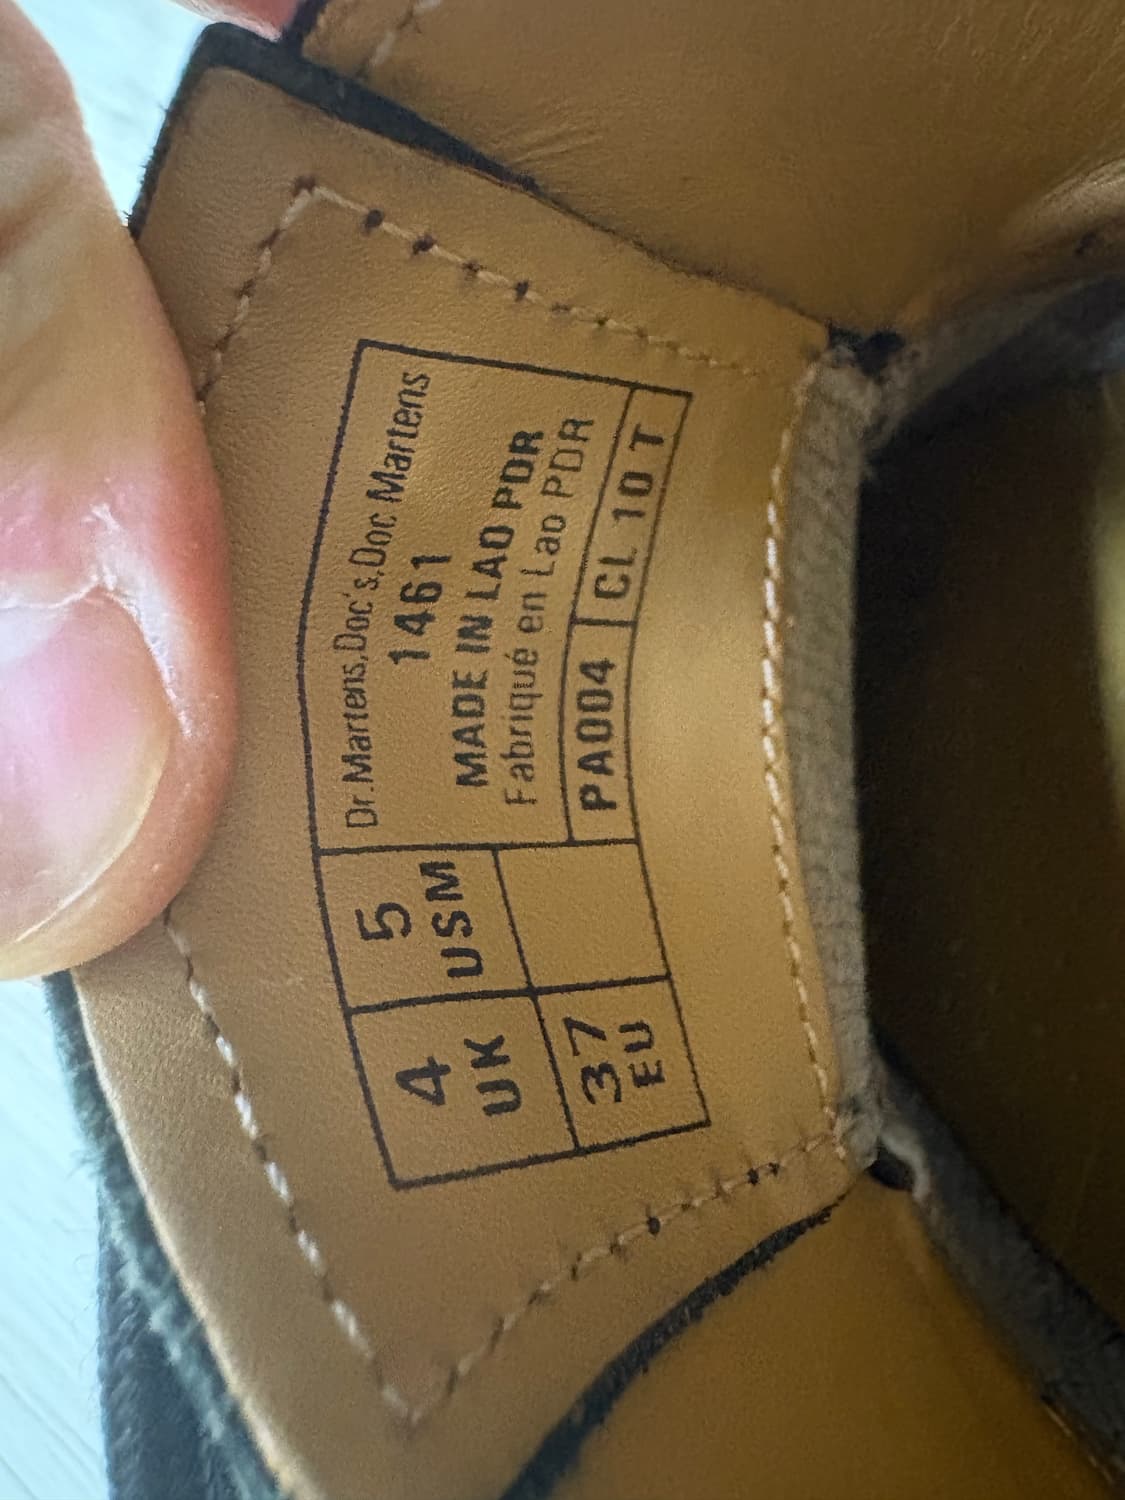 Dr.Martens,Doc's,Doc Martens
1461
MADE IN LAO PDR
Fabriqué en Lao PDR
PA004 CL 10 T
4 UK
5 USM
37 EU